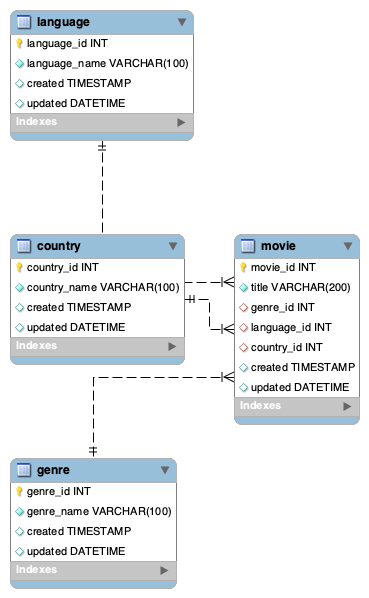 language
language_id INT
language_name VARCHAR(100)
created TIMESTAMP
updated DATETIME
Indexes
country
country_id INT
country_name VARCHAR(100)
created TIMESTAMP
updated DATETIME
Indexes
movie
movie_id INT
title VARCHAR(200)
genre_id INT
language_id INT
country_id INT
created TIMESTAMP
updated DATETIME
Indexes
genre
genre_id INT
genre_name VARCHAR(100)
created TIMESTAMP
updated DATETIME
Indexes